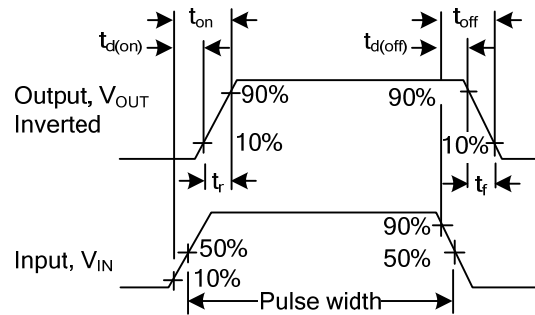 ton
toff
td(on)
td(off)
Output, VOUT
Inverted
90%
90%
10%
10%
tr
tf
Input, VIN
50%
10%
90%
50%
Pulse width